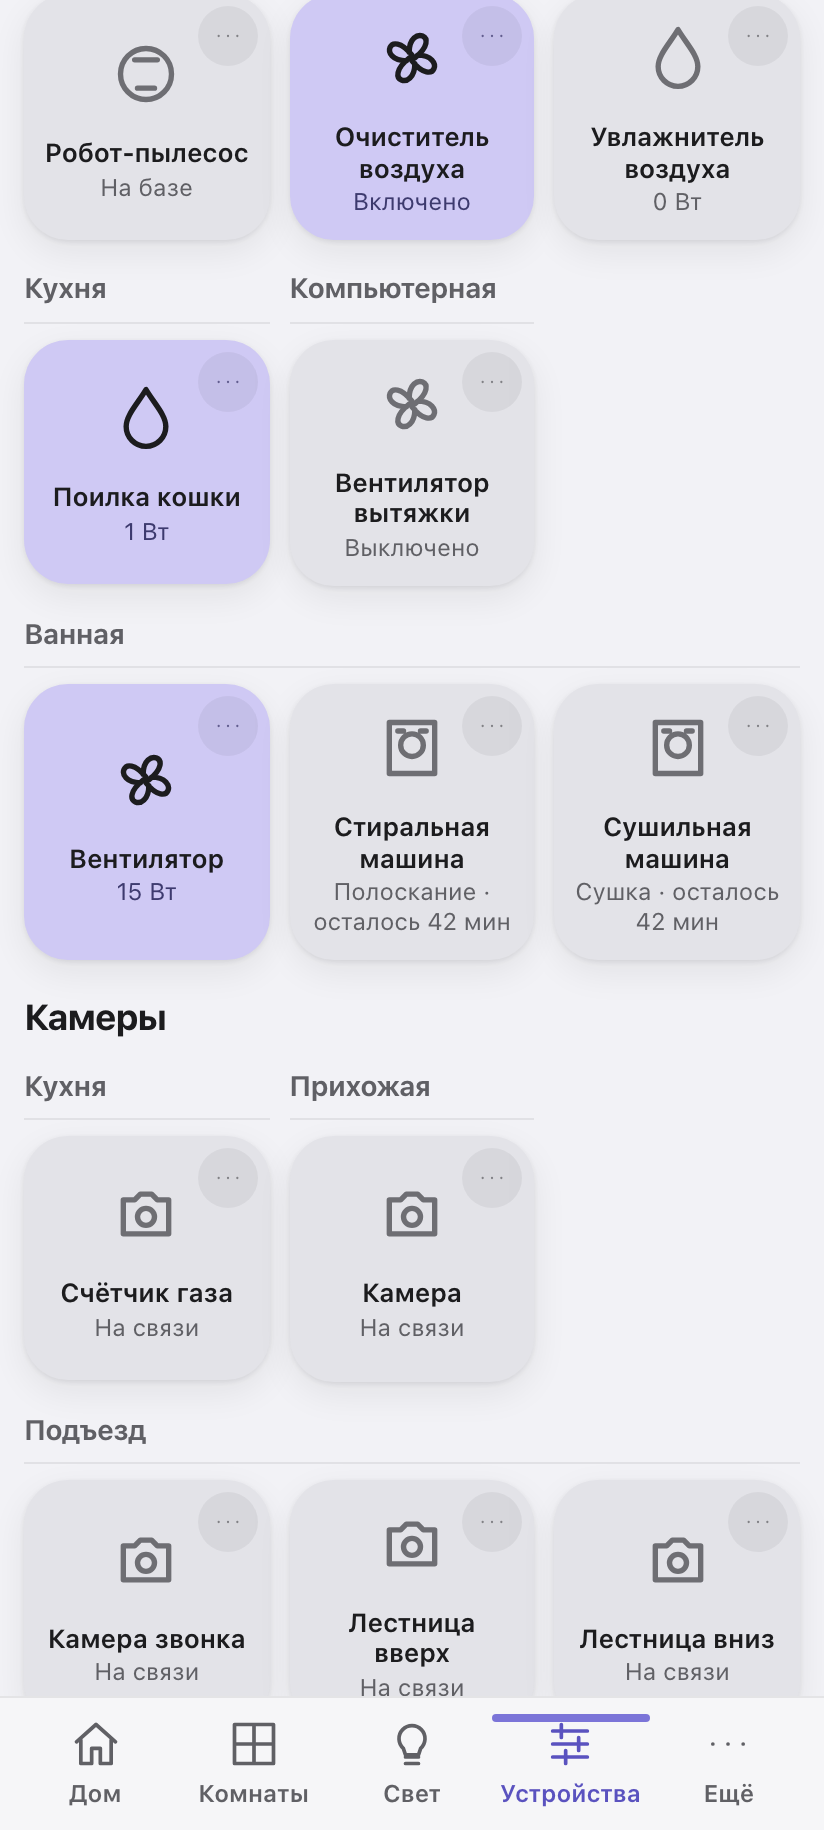 Робот-пылесос
На базе
Очиститель
воздуха
Включено
Увлажнитель
воздуха
0 Вт
Кухня
Компьютерная
Поилка кошки
1 Вт
Вентилятор
вытяжки
Выключено
Ванная
Вентилятор
15 Вт
Стиральная
машина
Полоскание ·
осталось 42 мин
Сушильная
машина
Сушка · осталось
42 мин
Камеры
Кухня
Прихожая
Счётчик газа
На связи
Камера
На связи
Подъезд
Камера звонка
На связи
Лестница
вверх
На связи
Лестница вниз
На связи
Дом
Комнаты
Свет
Устройства
Ещё